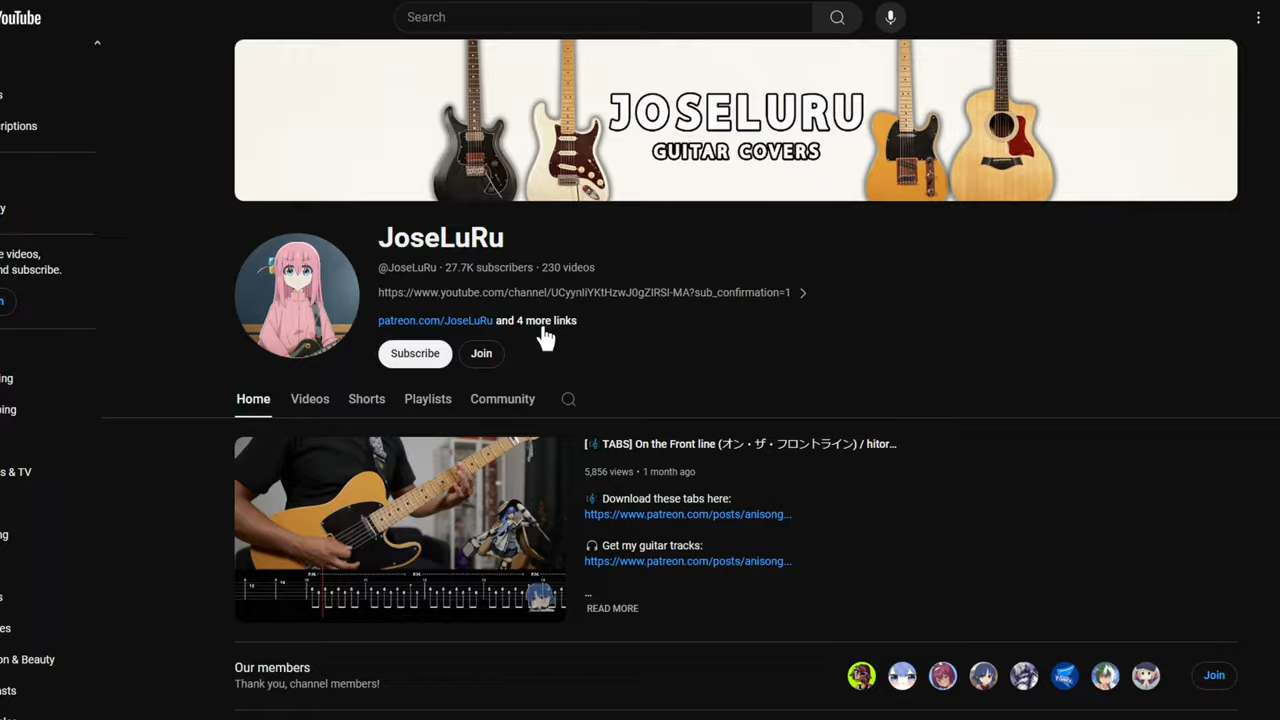 YouTube
Search
JOSELURU
GUITAR COVERS
criptions
e videos,
nd subscribe.
JoseLuRu
@JoseLuRu · 27.7K subscribers · 230 videos
https://www.youtube.com/channel/UCyynIiYKtHzwJ0gZIRSI-MA?sub_confirmation=1
patreon.com/JoseLuRu and 4 more links
Subscribe
Join
Home
Videos
Shorts
Playlists
Community
[🎼 TABS] On the Front line (オン・ザ・フロントライン) / hitor...
5,856 views • 1 month ago
🎼 Download these tabs here:
https://www.patreon.com/posts/anisong...
🎧 Get my guitar tracks:
https://www.patreon.com/posts/anisong...
...
READ MORE
s & TV
on & Beauty
Our members
Thank you, channel members!
Join